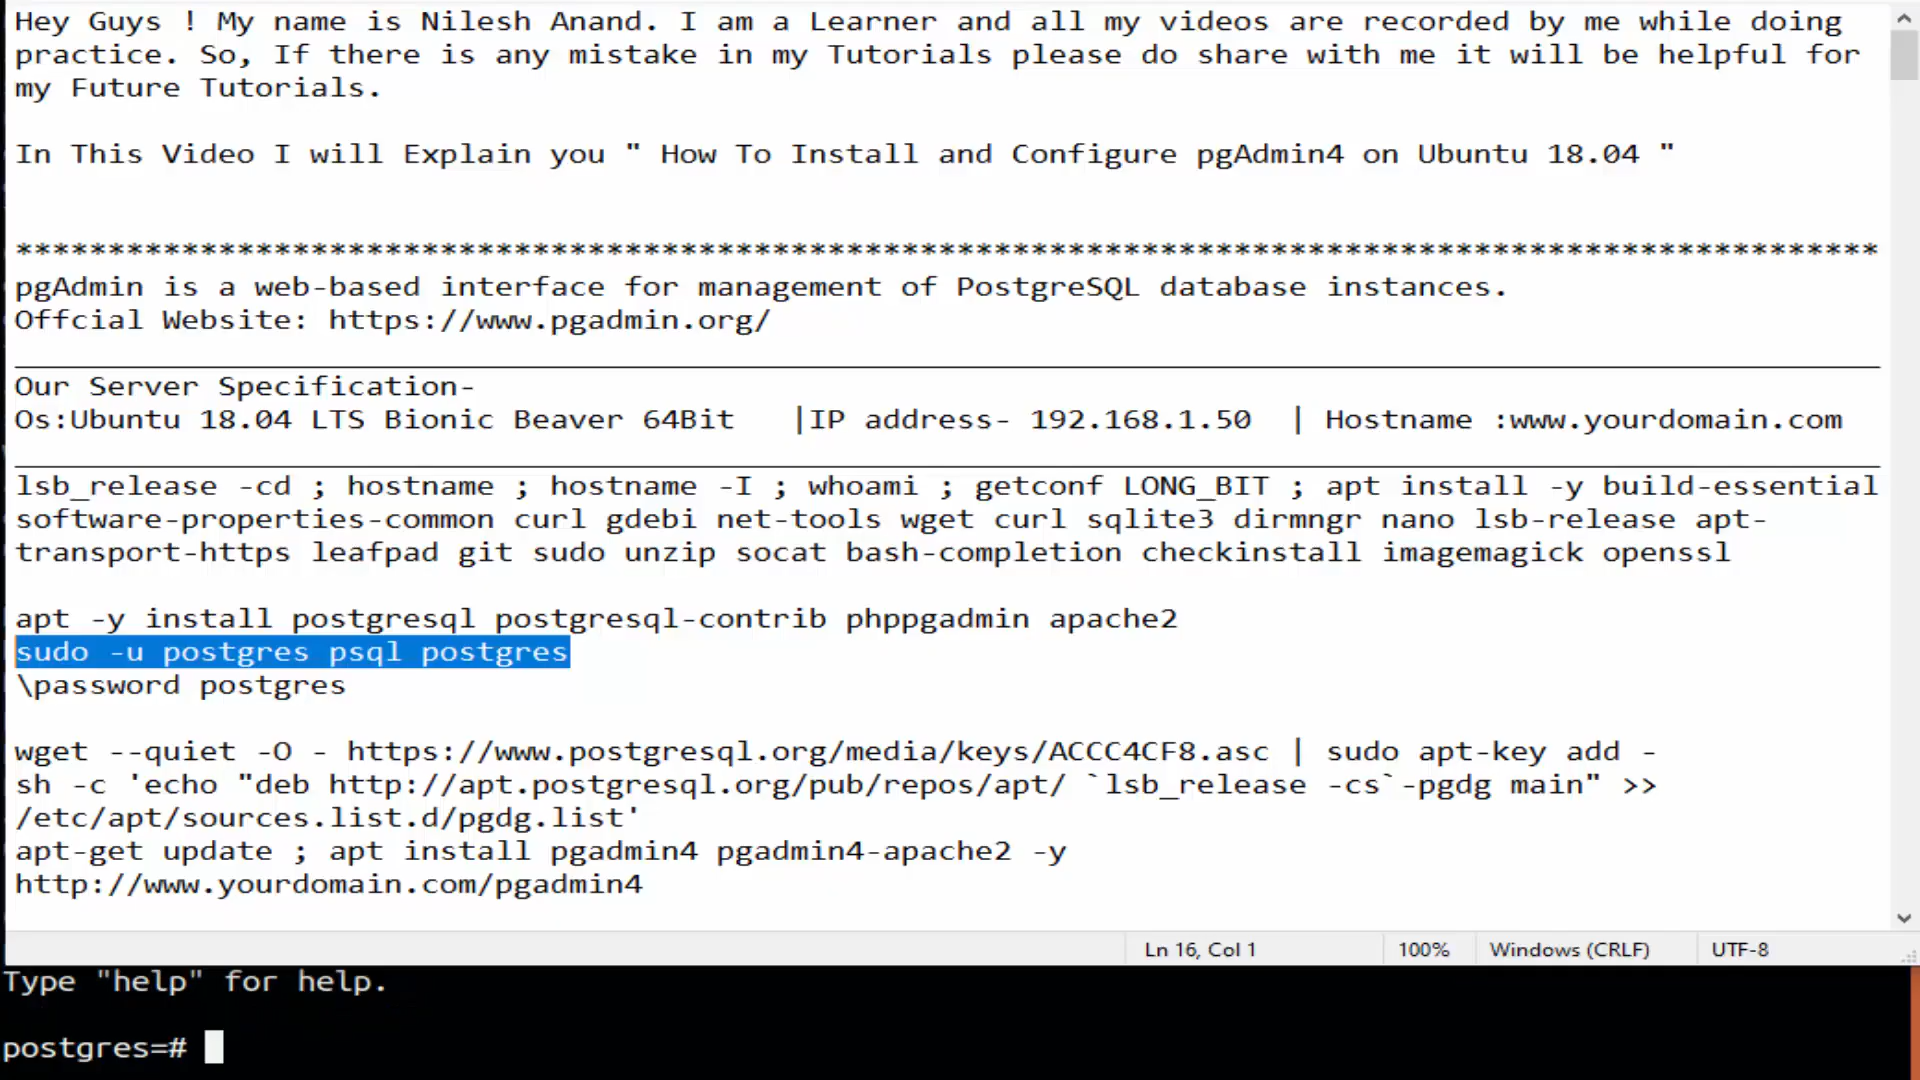 Hey Guys ! My name is Nilesh Anand. I am a Learner and all my videos are recorded by me while doing
practice. So, If there is any mistake in my Tutorials please do share with me it will be helpful for
my Future Tutorials.
In This Video I will Explain you " How To Install and Configure pgAdmin4 on Ubuntu 18.04 "
*****************************************************************************************************
pgAdmin is a web-based interface for management of PostgreSQL database instances.
Offcial Website: https://www.pgadmin.org/
Our Server Specification-
Os:Ubuntu 18.04 LTS Bionic Beaver 64Bit |IP address- 192.168.1.50 | Hostname :www.yourdomain.com
lsb_release -cd ; hostname ; hostname -I ; whoami ; getconf LONG_BIT ; apt install -y build-essential
software-properties-common curl gdebi net-tools wget curl sqlite3 dirmngr nano lsb-release apt-
transport-https leafpad git sudo unzip socat bash-completion checkinstall imagemagick openssl
apt -y install postgresql postgresql-contrib phppgadmin apache2
sudo -u postgres psql postgres
\password postgres
wget --quiet -O - https://www.postgresql.org/media/keys/ACCC4CF8.asc | sudo apt-key add -
sh -c 'echo "deb http://apt.postgresql.org/pub/repos/apt/ `lsb_release -cs`-pgdg main" >>
/etc/apt/sources.list.d/pgdg.list'
apt-get update ; apt install pgadmin4 pgadmin4-apache2 -y
http://www.yourdomain.com/pgadmin4
Ln 16, Col 1 100% Windows (CRLF) UTF-8
Type "help" for help.
postgres=#